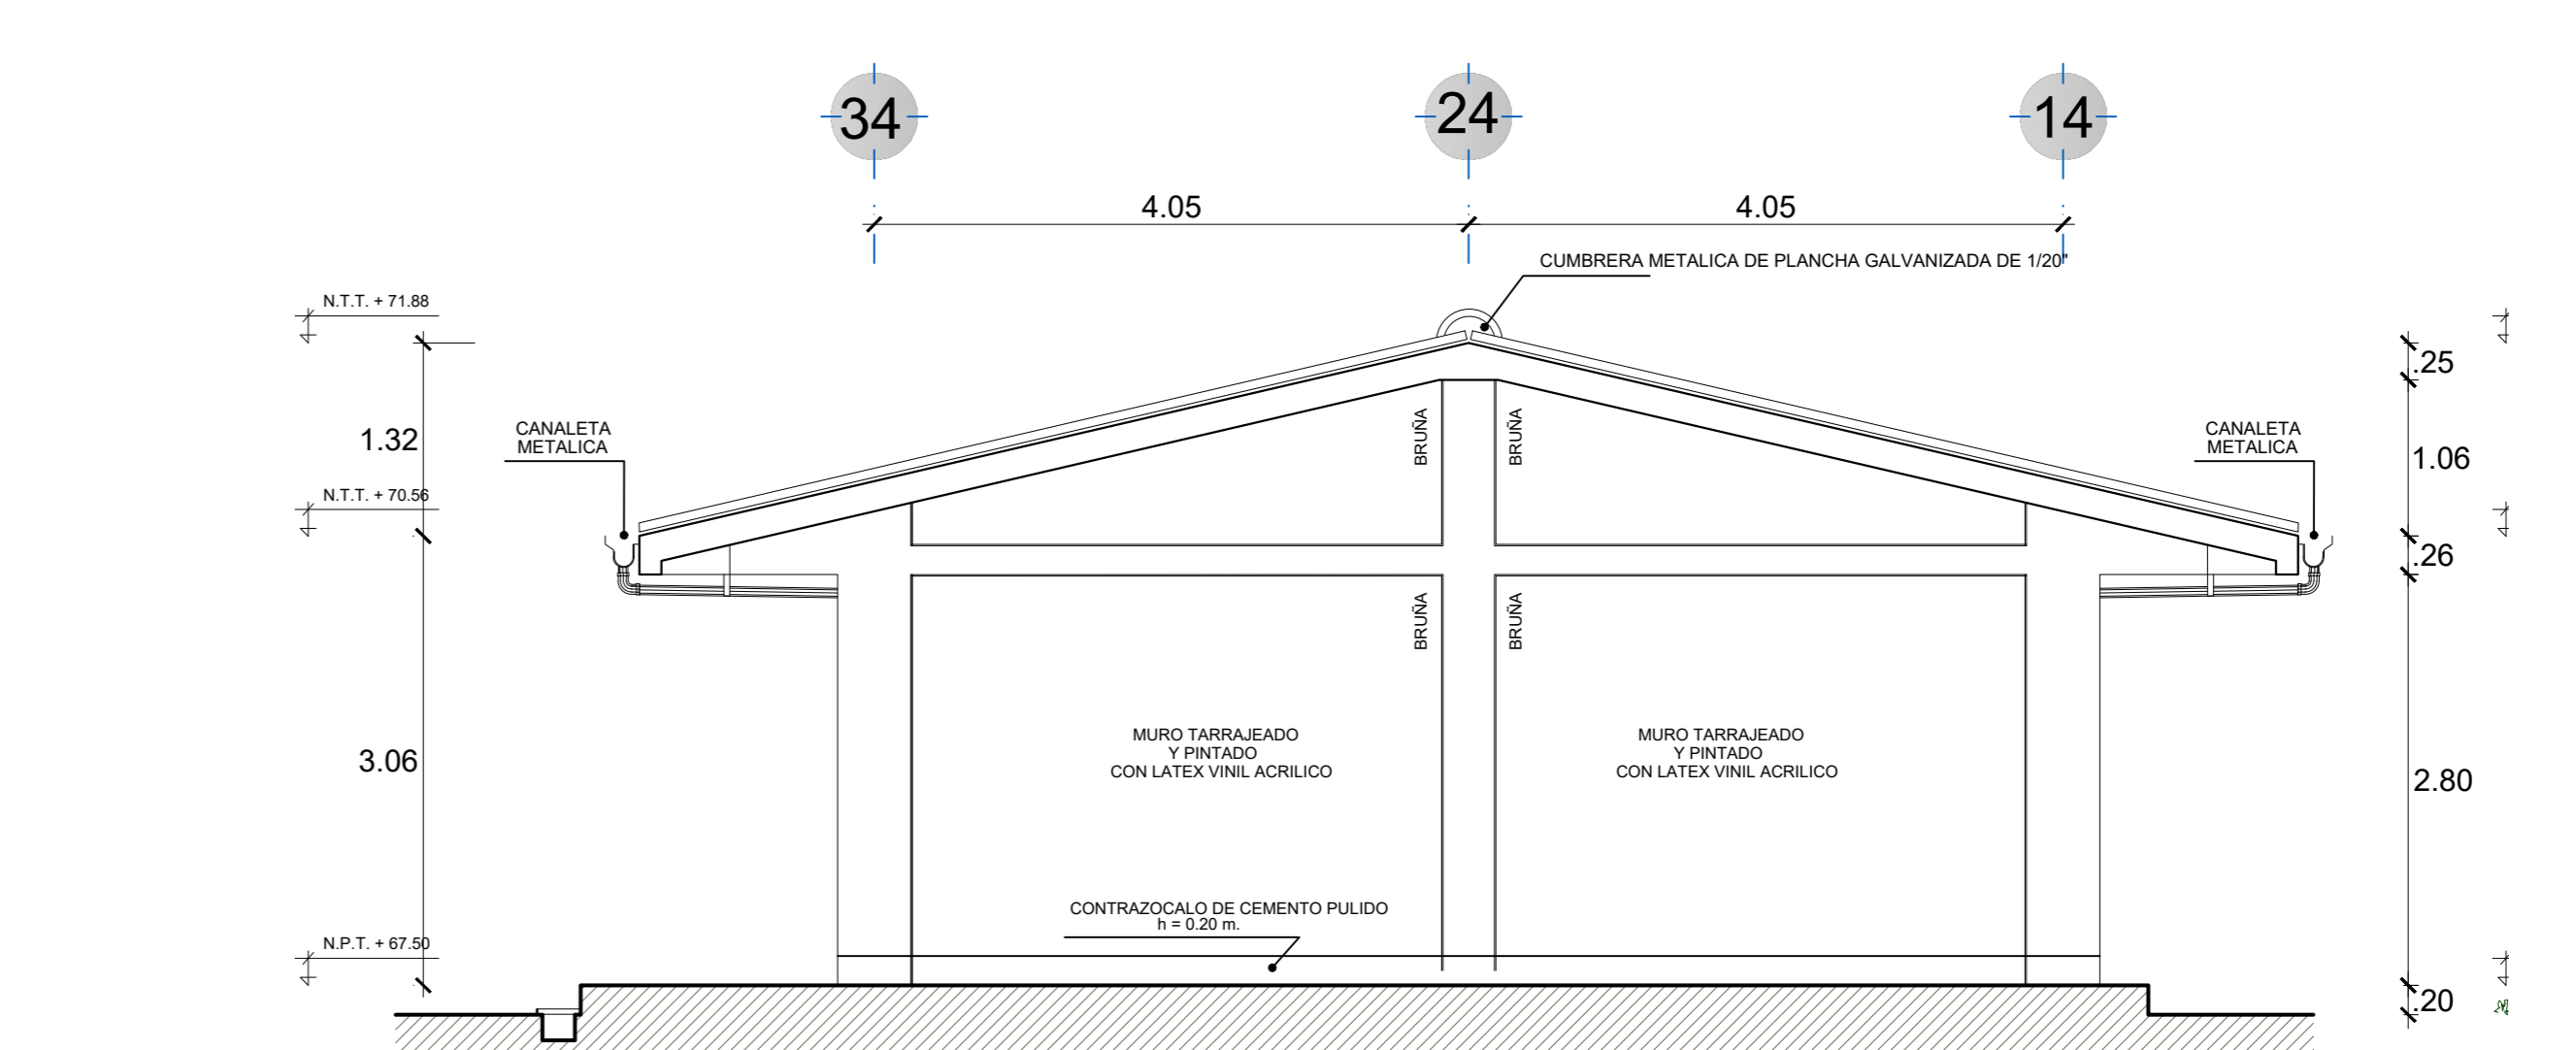 34
24
14
4.05
4.05
CUMBRERA METALICA DE PLANCHA GALVANIZADA DE 1/20"
N.T.T. + 71.88
.25
CANALETA
METALICA
1.32
BRUÑA
BRUÑA
CANALETA
METALICA
1.06
N.T.T. + 70.56
.26
BRUÑA
BRUÑA
3.06
MURO TARRAJEADO
Y PINTADO
CON LATEX VINIL ACRILICO
MURO TARRAJEADO
Y PINTADO
CON LATEX VINIL ACRILICO
2.80
CONTRAZOCALO DE CEMENTO PULIDO
h = 0.20 m.
N.P.T. + 67.50
.20